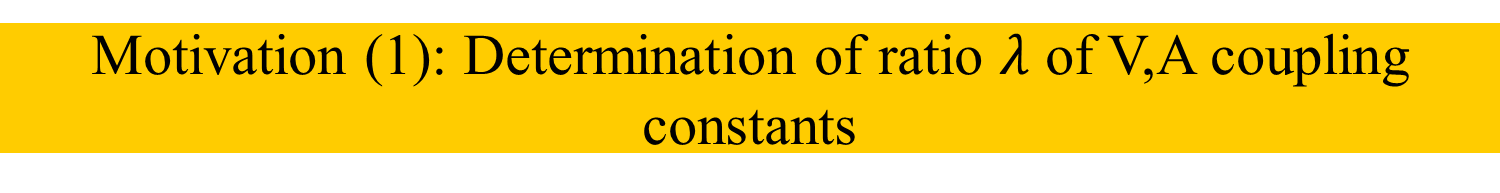 Motivation (1): Determination of ratio λ of V,A coupling
constants